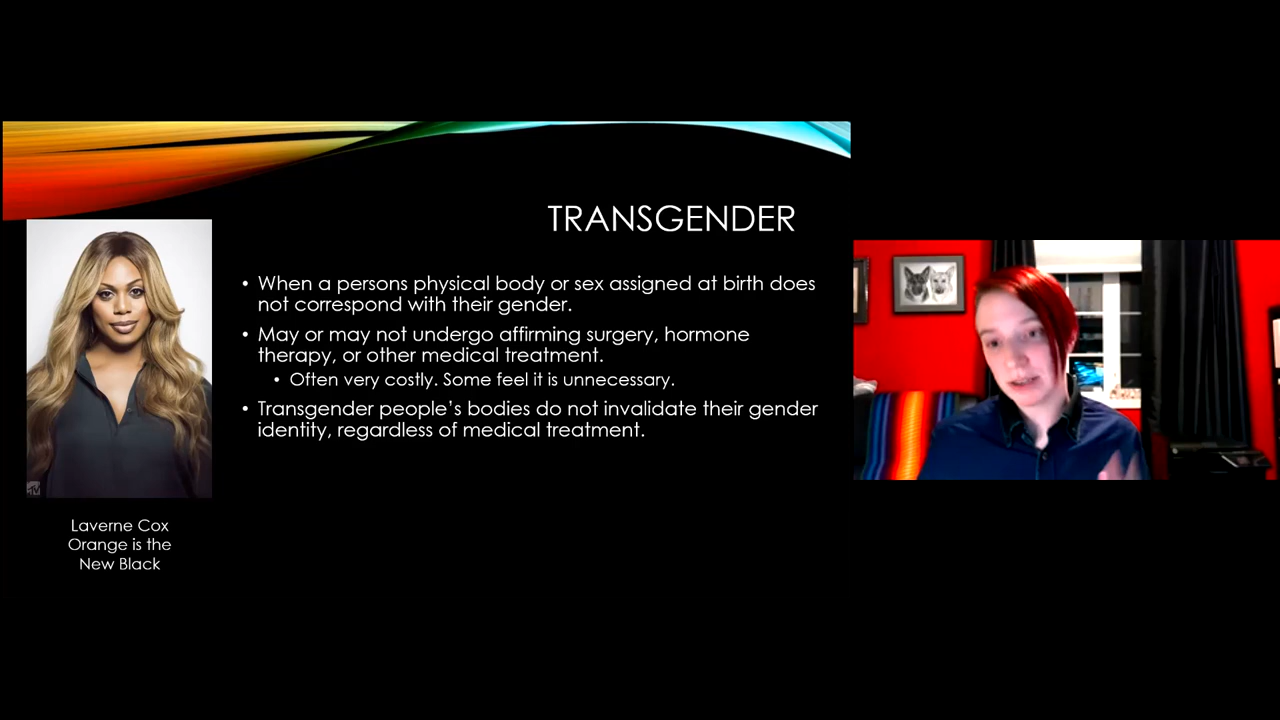 TRANSGENDER
• When a persons physical body or sex assigned at birth does
not correspond with their gender.
• May or may not undergo affirming surgery, hormone
therapy, or other medical treatment.
• Often very costly. Some feel it is unnecessary.
• Transgender people’s bodies do not invalidate their gender
identity, regardless of medical treatment.
TV
Laverne Cox
Orange is the
New Black